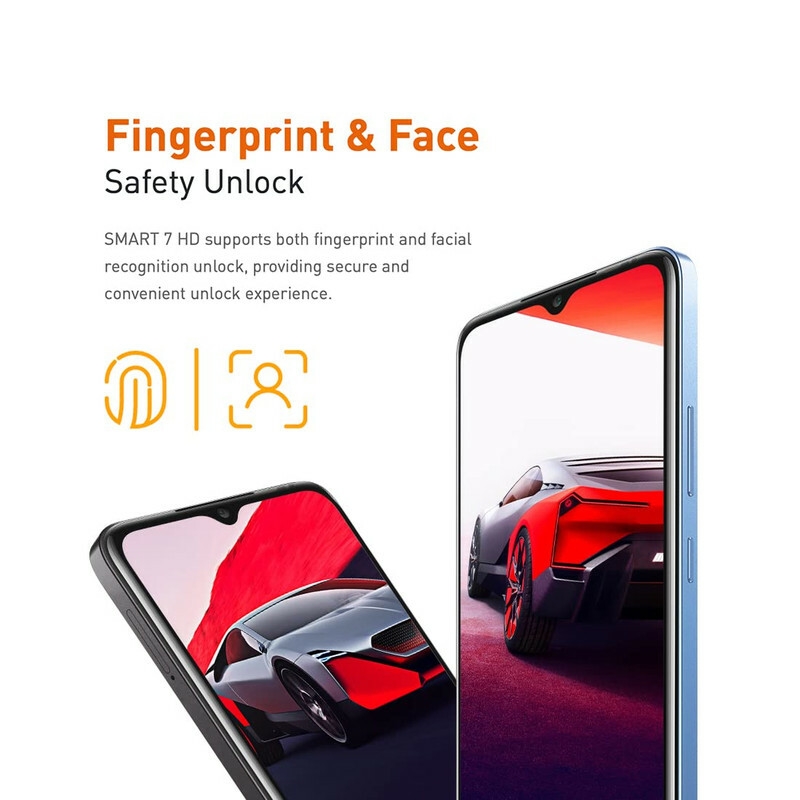 Fingerprint & Face
Safety Unlock
SMART 7 HD supports both fingerprint and facial
recognition unlock, providing secure and
convenient unlock experience.